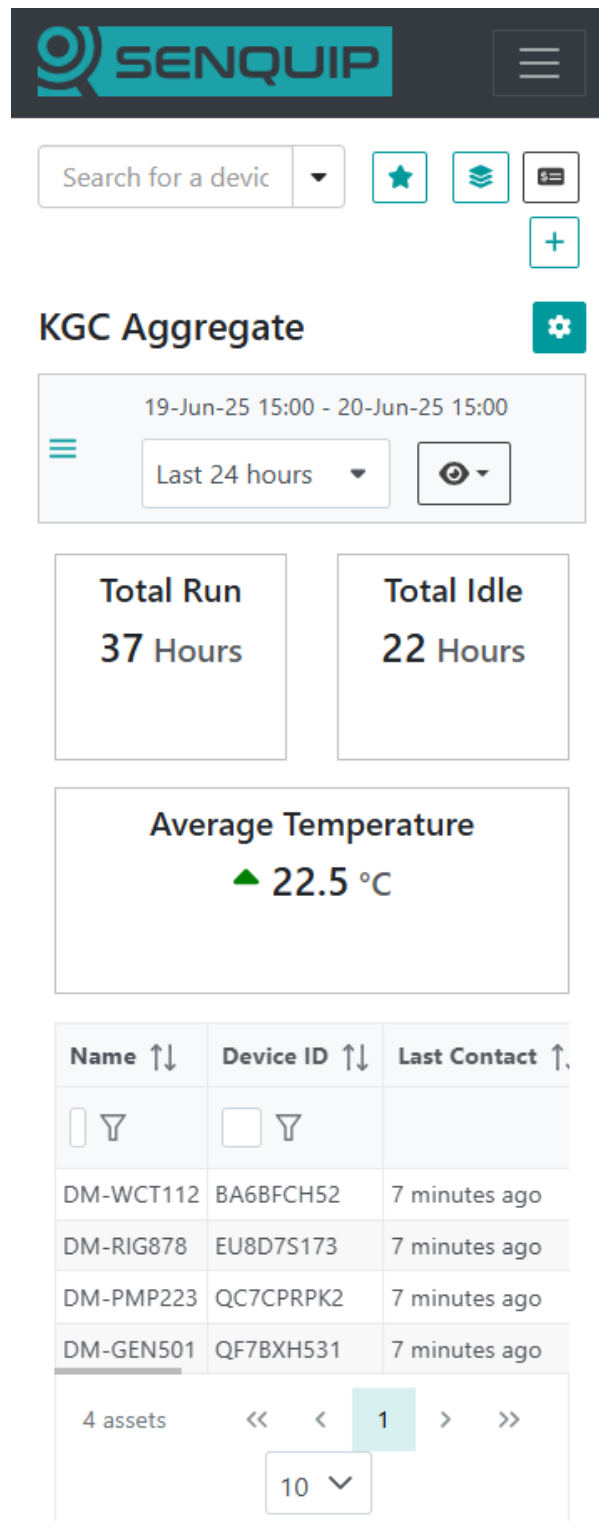 SENQUIP
Search for a devic
KGC Aggregate
19-Jun-25 15:00 - 20-Jun-25 15:00
Last 24 hours
Total Run
37 Hours
Total Idle
22 Hours
Average Temperature
22.5 °C
Name Device ID Last Contact
DM-WCT112 BA6BFCH52 7 minutes ago
DM-RIG878 EU8D7S173 7 minutes ago
DM-PMP223 QC7CPRPK2 7 minutes ago
DM-GEN501 QF7BXH531 7 minutes ago
4 assets << < 1 > >>
10